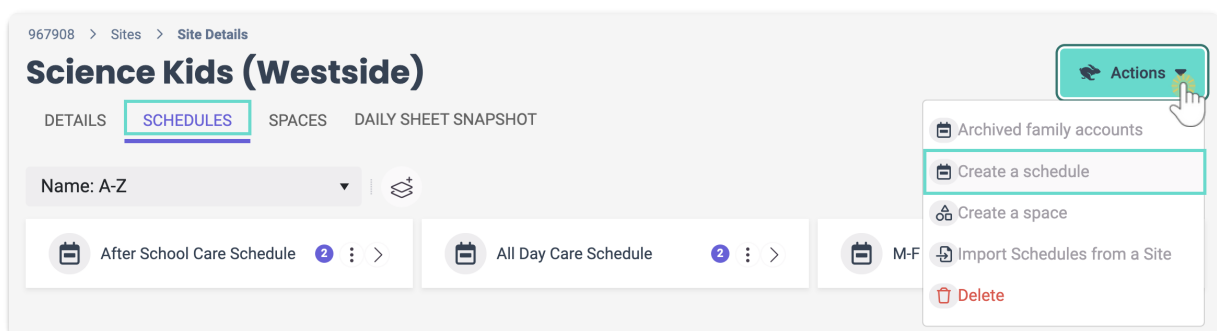 967908 > Sites > Site Details
Science Kids (Westside)
Actions
DETAILS SCHEDULES SPACES DAILY SHEET SNAPSHOT
Archived family accounts
Create a schedule
Name: A-Z
Create a space
After School Care Schedule 2
All Day Care Schedule 2
M-F
Import Schedules from a Site
Delete